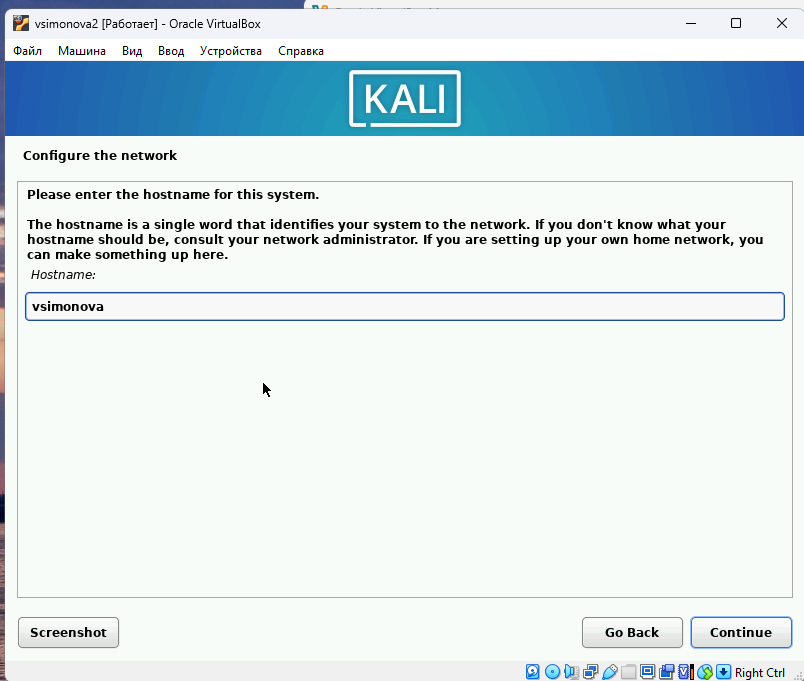 vsimonova2 [Работает] - Oracle VirtualBox
Файл Машина Вид Ввод Устройства Справка
KALI
Configure the network
Please enter the hostname for this system.
The hostname is a single word that identifies your system to the network. If you don't know what your
hostname should be, consult your network administrator. If you are setting up your own home network, you
can make something up here.
Hostname:
vsimonova
Screenshot Go Back Continue
Right Ctrl